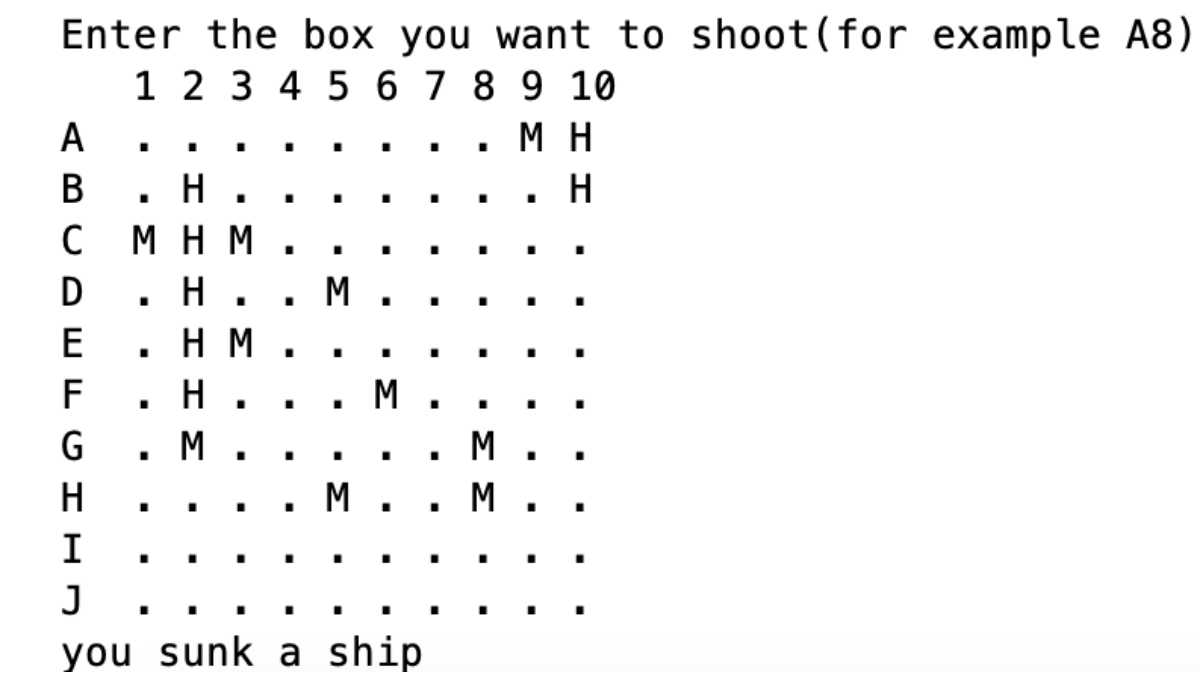 Enter the box you want to shoot(for example A8)
1 2 3 4 5 6 7 8 9 10
A . . . . . . . . M H
B . H . . . . . . . H
C M H M . . . . . . .
D . H . . M . . . . .
E . H M . . . . . . .
F . H . . . M . . . .
G . M . . . . . M . .
H . . . . M . . M . .
I . . . . . . . . . .
J . . . . . . . . . .
you sunk a ship